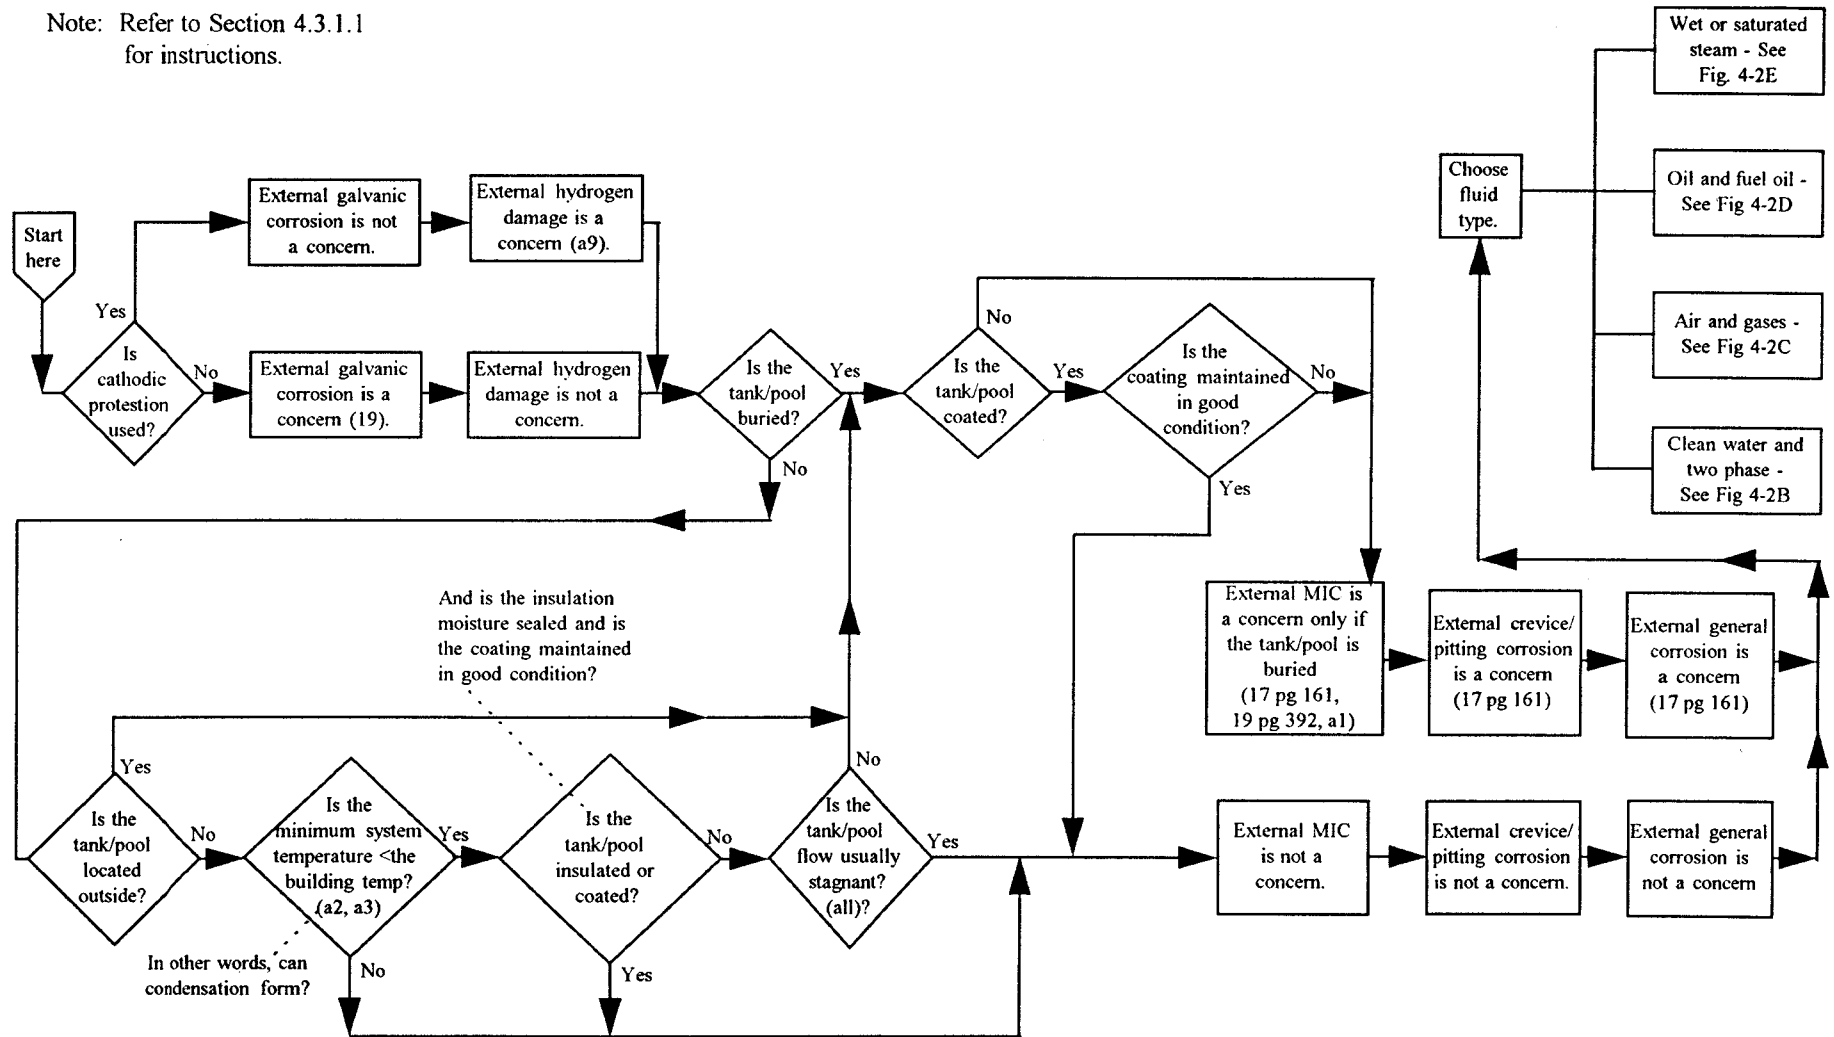 Note: Refer to Section 4.3.1.1
for instructions.
Wet or saturated
steam - See
Fig. 4-2E
Choose
fluid
type.
Oil and fuel oil -
See Fig 4-2D
Air and gases -
See Fig 4-2C
Clean water and
two phase -
See Fig 4-2B
Start
here
External galvanic
corrosion is not
a concern.
External hydrogen
damage is a
concern (a9).
Yes
Is
cathodic
protestion
used?
No
External galvanic
corrosion is a
concern (19).
External hydrogen
damage is not a
concern.
Is the
tank/pool
buried?
Yes
No
No
Is the
tank/pool
coated?
Yes
Is the
coating maintained
in good
condition?
No
Yes
And is the insulation
moisture sealed and is
the coating maintained
in good condition?
External MIC is
a concern only if
the tank/pool is
buried
(17 pg 161,
19 pg 392, a1)
External crevice/
pitting corrosion
is a concern
(17 pg 161)
External general
corrosion is
a concern
(17 pg 161)
Yes
Is the
tank/pool
located
outside?
No
Is the
minimum system
temperature <the
building temp?
(a2, a3)
Yes
No
In other words, can
condensation form?
Is the
tank/pool
insulated or
coated?
No
Yes
No
Is the
tank/pool
flow usually
stagnant?
(all)?
Yes
External MIC
is not a
concern.
External crevice/
pitting corrosion
is not a concern.
External general
corrosion is
not a concern